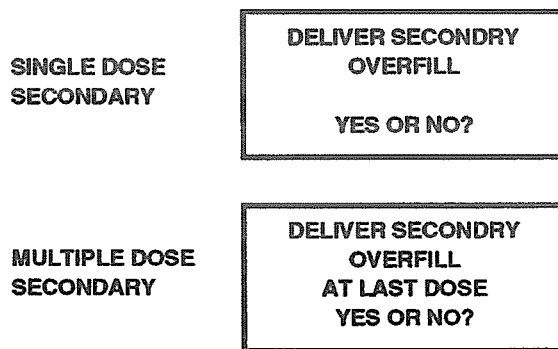 SINGLE DOSE
SECONDARY
DELIVER SECONDRY
OVERFILL
YES OR NO?
MULTIPLE DOSE
SECONDARY
DELIVER SECONDRY
OVERFILL
AT LAST DOSE
YES OR NO?